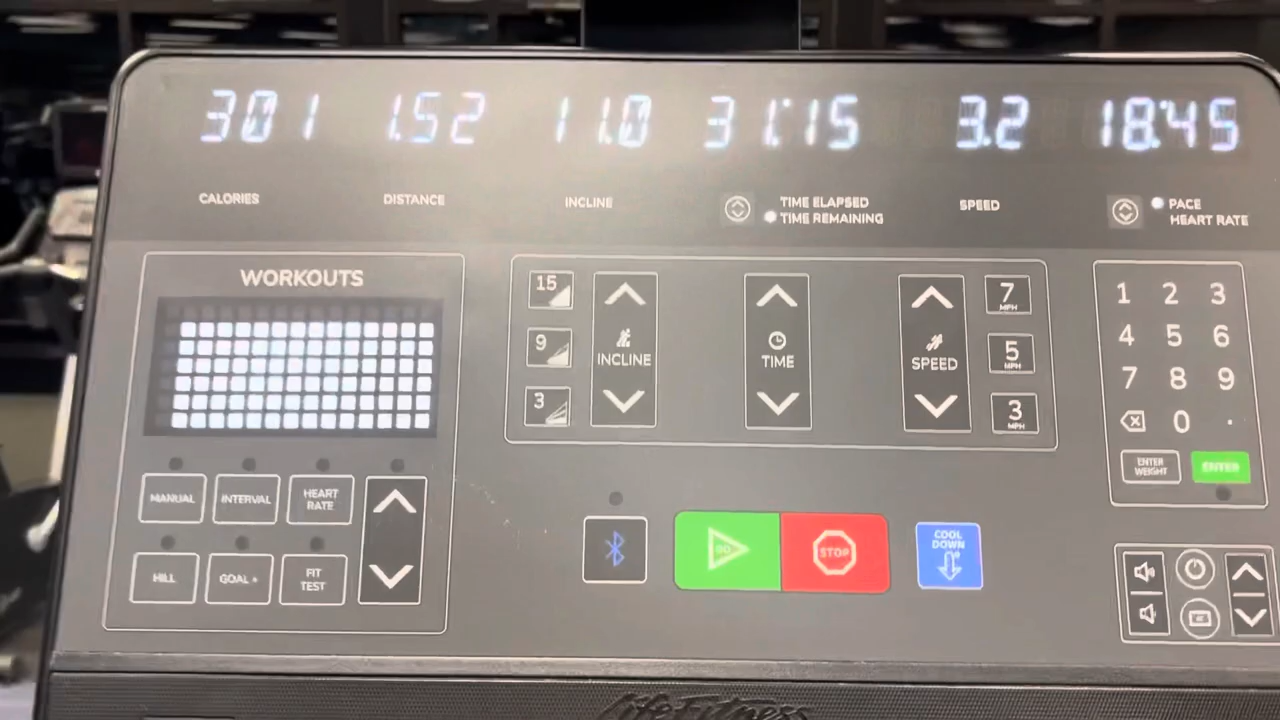 301 1.52 11.0 31:15 3.2 18:45
CALORIES DISTANCE INCLINE TIME ELAPSED TIME REMAINING SPEED PACE HEART RATE
WORKOUTS
MANUAL INTERVAL HEART RATE
HILL GOAL + FIT TEST
15
9
3
INCLINE
TIME
SPEED
7 MPH
5 MPH
3 MPH
1 2 3
4 5 6
7 8 9
0 .
ENTER WEIGHT ENTER
GO STOP
COOL DOWN
Life Fitness